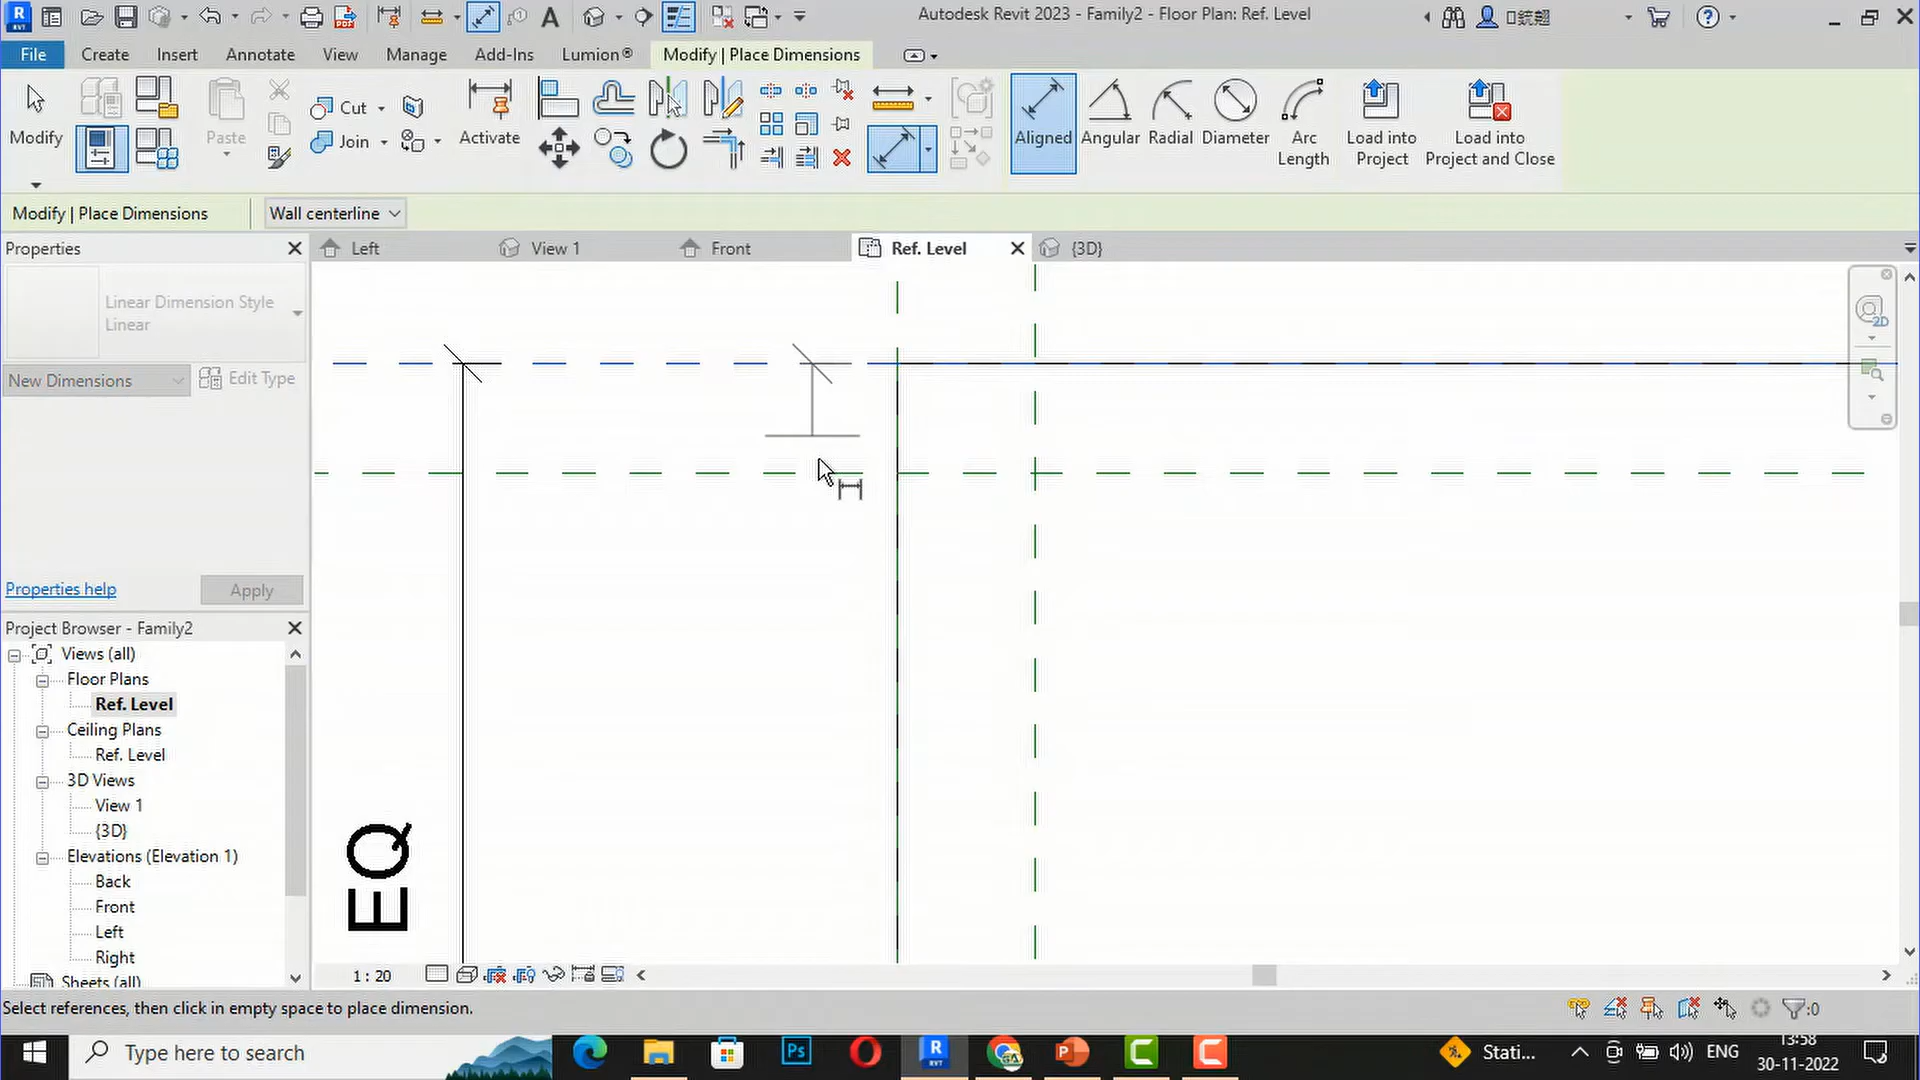 Autodesk Revit 2023 - Family2 - Floor Plan: Ref. Level
File Create Insert Annotate View Manage Add-Ins Lumion® Modify | Place Dimensions
Modify
Paste
Cut
Join
Activate
Aligned
Angular
Radial
Diameter
Arc
Length
Load into
Project
Load into
Project and Close
Modify | Place Dimensions
Wall centerline
Properties
Left
View 1
Front
Ref. Level
{3D}
Linear Dimension Style
Linear
New Dimensions
Edit Type
Properties help
Apply
Project Browser - Family2
Views (all)
Floor Plans
Ref. Level
Ceiling Plans
Ref. Level
3D Views
View 1
{3D}
Elevations (Elevation 1)
Back
Front
Left
Right
Sheets (all)
EQ
1 : 20
Select references, then click in empty space to place dimension.
:0
Type here to search
Stati...
ENG
13:58
30-11-2022